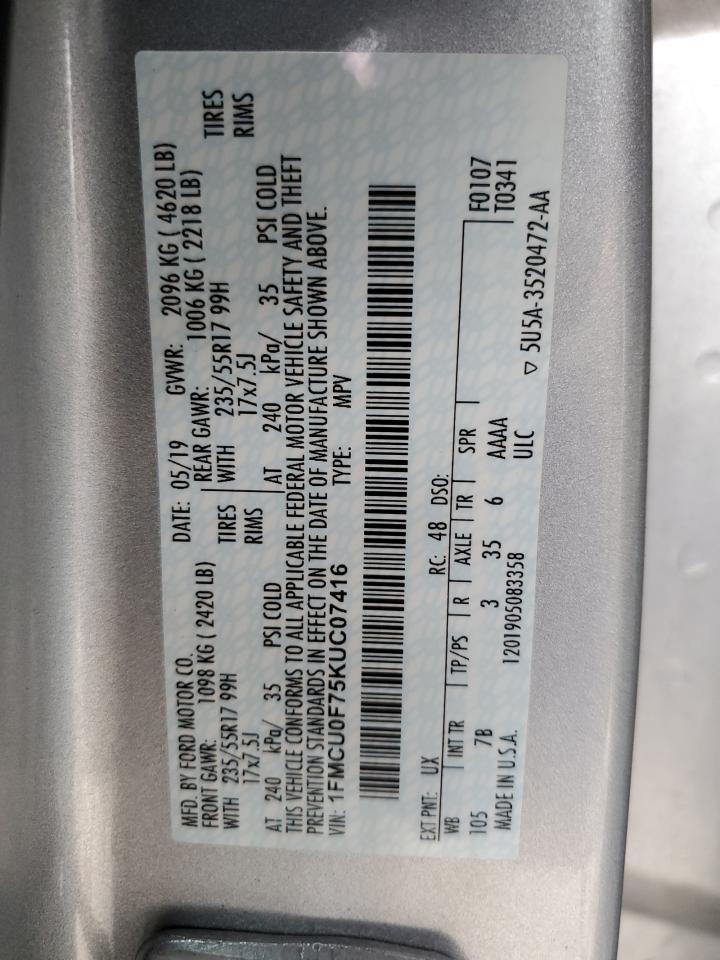 MFD. BY FORD MOTOR CO. DATE: 05/19 GVWR: 2096 KG ( 4620 LB)
FRONT GAWR: 1098 KG ( 2420 LB) REAR GAWR: 1006 KG ( 2218 LB)
WITH 235/55R17 99H TIRES WITH 235/55R17 99H TIRES
17x7.5J RIMS 17x7.5J RIMS
AT 240 kPa/ 35 PSI COLD AT 240 kPa/ 35 PSI COLD
THIS VEHICLE CONFORMS TO ALL APPLICABLE FEDERAL MOTOR VEHICLE SAFETY AND THEFT
PREVENTION STANDARDS IN EFFECT ON THE DATE OF MANUFACTURE SHOWN ABOVE.
VIN: 1FMCU0F75KUC07416 TYPE: MPV
EXT PNT: UX RC: 48 DSO:
WB INT TR TP/PS R AXLE TR SPR F0107
105 7B 3 35 6 AAAA T0341
MADE IN U.S.A. 1201905083358 ULC
▽ 5U5A-3520472-AA